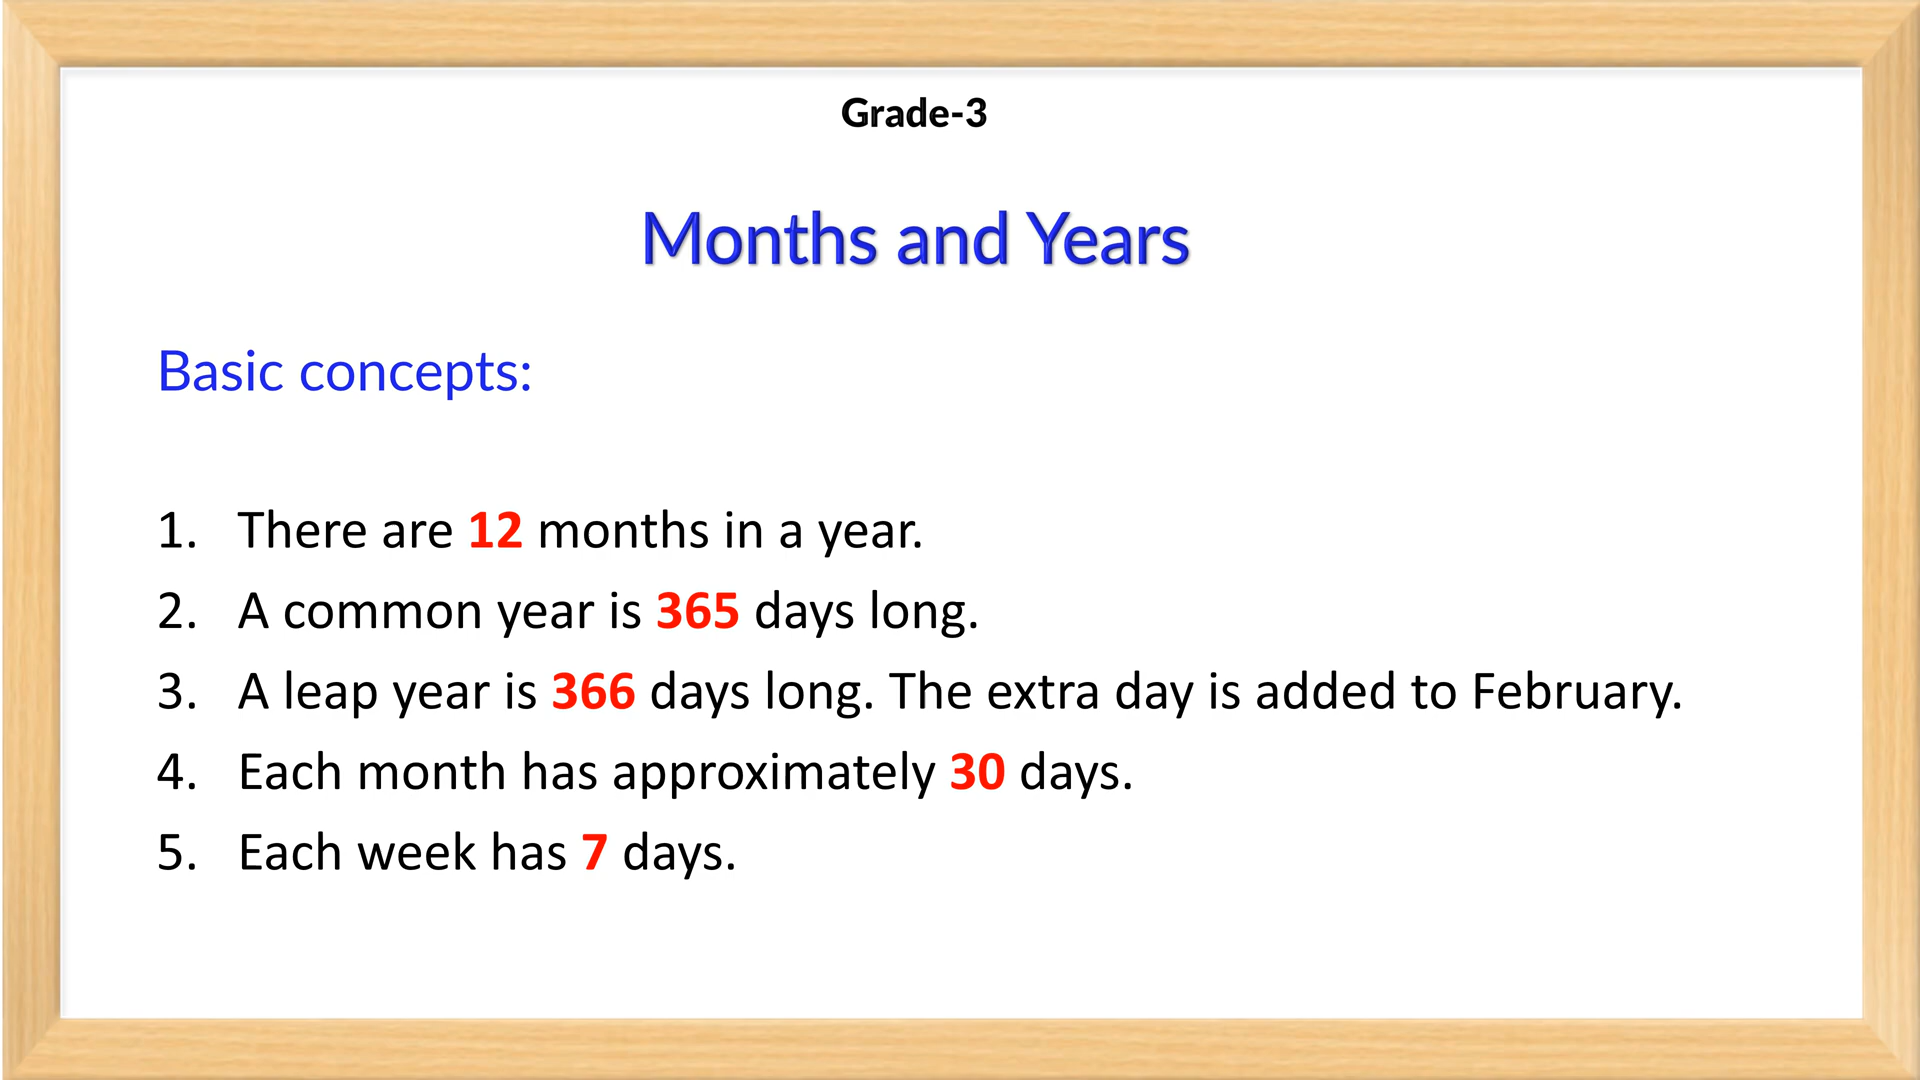 Grade-3
Months and Years
Basic concepts:
1. There are 12 months in a year.
2. A common year is 365 days long.
3. A leap year is 366 days long. The extra day is added to February.
4. Each month has approximately 30 days.
5. Each week has 7 days.